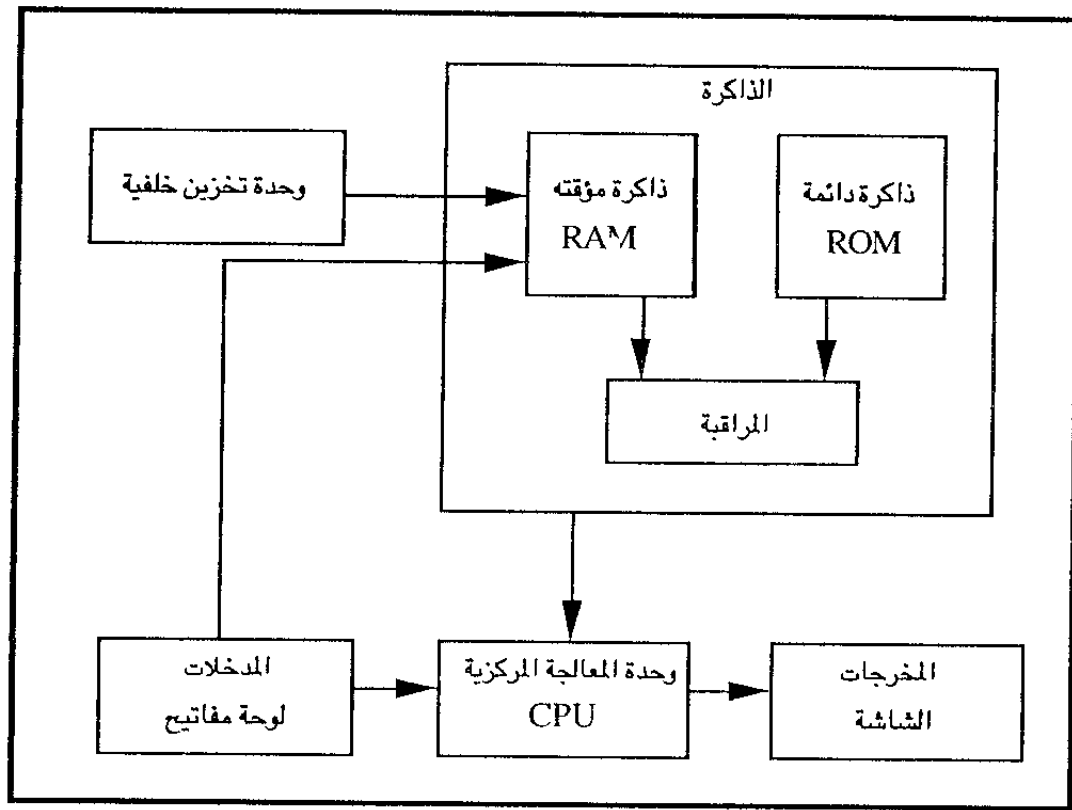 الذاكرة
ذاكرة دائمة
ROM
ذاكرة مؤقته
RAM
وحدة تخزين خلفية
المراقبة
المدخلات
لوحة مفاتيح
وحدة المعالجة المركزية
CPU
المخرجات
الشاشة